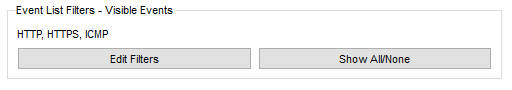 Event List Filters - Visible Events
HTTP, HTTPS, ICMP
Edit Filters
Show All/None